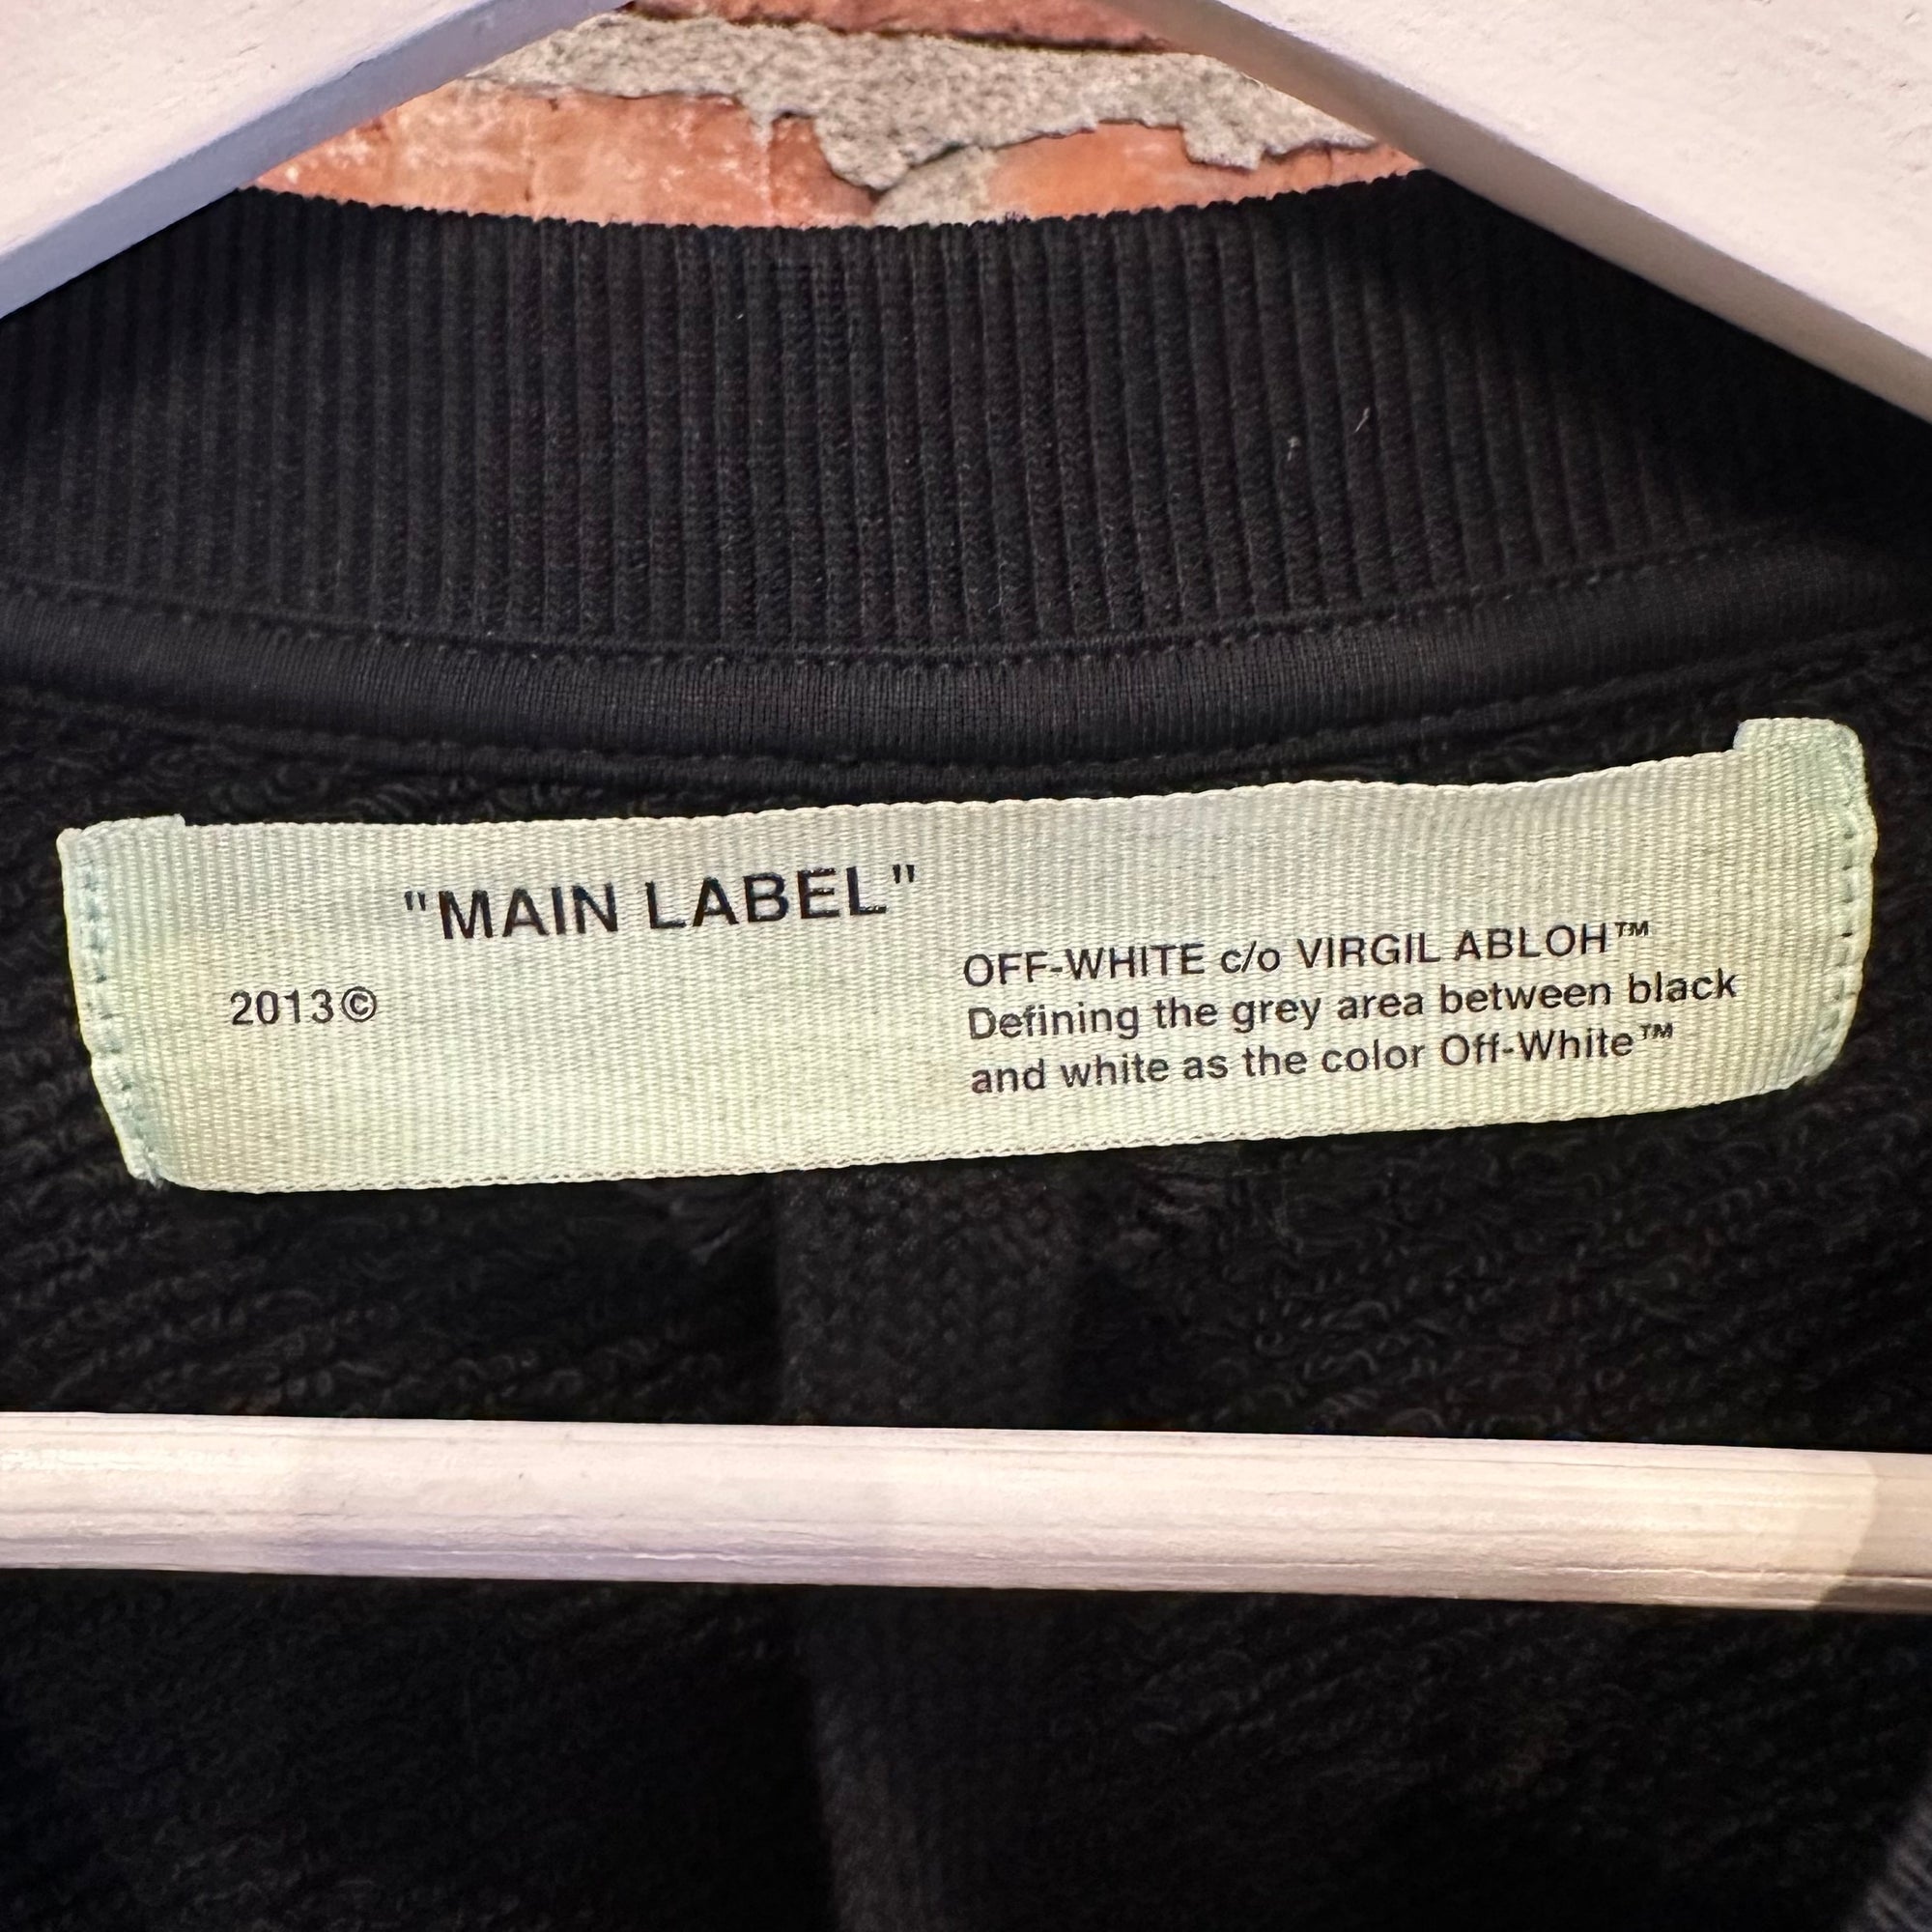 "MAIN LABEL"
2013©
OFF-WHITE c/o VIRGIL ABLOH™
Defining the grey area between black
and white as the color Off-White™